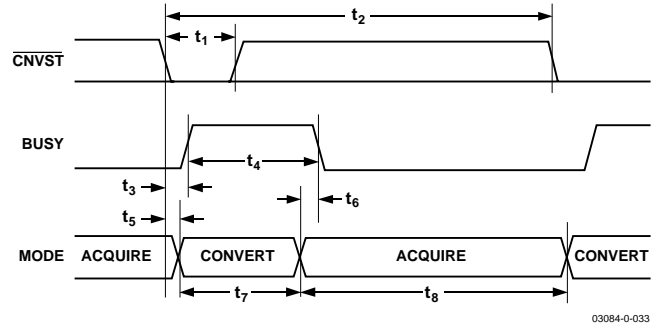 t2
t1
CNVST
BUSY
t4
t3
t6
t5
MODE ACQUIRE CONVERT ACQUIRE CONVERT
t7 t8
03084-0-033